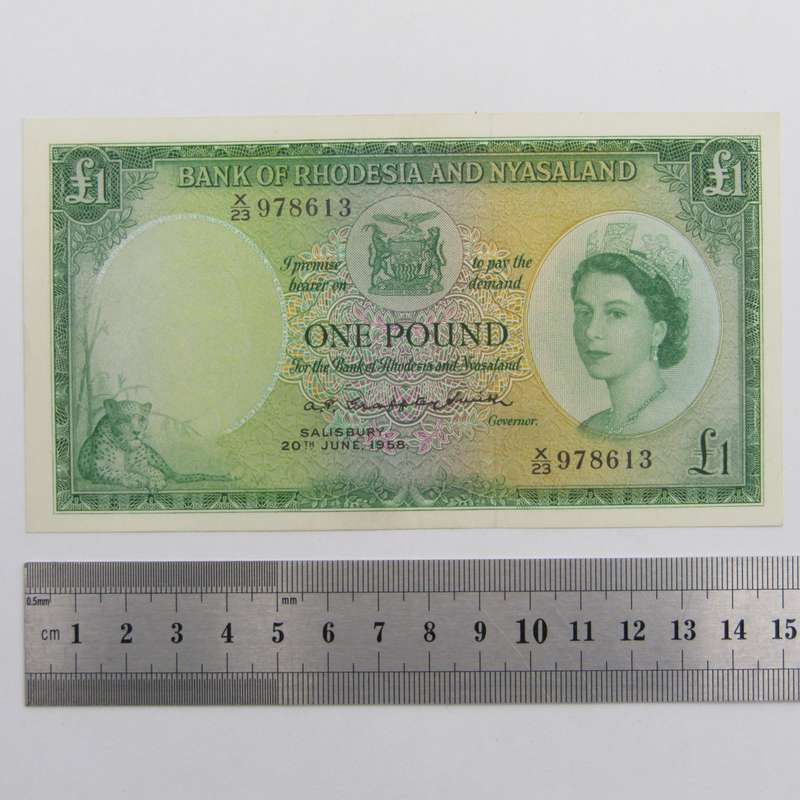 £1 BANK OF RHODESIA AND NYASALAND £1
X/23 978613
I promise to pay the
bearer on demand
ONE POUND
for the Bank of Rhodesia and Nyasaland
Governor.
SALISBURY,
20TH JUNE, 1958.
X/23 978613 £1
0.5mm mm
cm 1 2 3 4 5 6 7 8 9 10 11 12 13 14 15